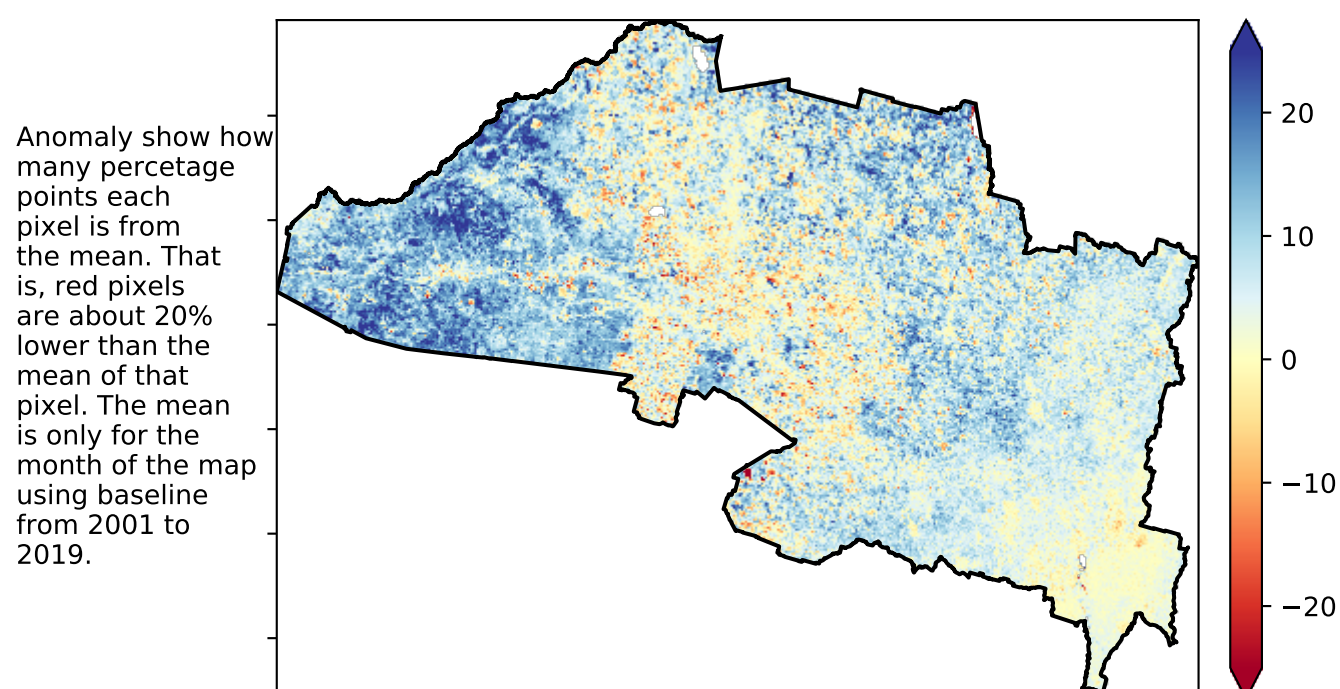 Anomaly show how
many percetage
points each
pixel is from
the mean. That
is, red pixels
are about 20%
lower than the
mean of that
pixel. The mean
is only for the
month of the map
using baseline
from 2001 to
2019.
20
10
0
−10
−20